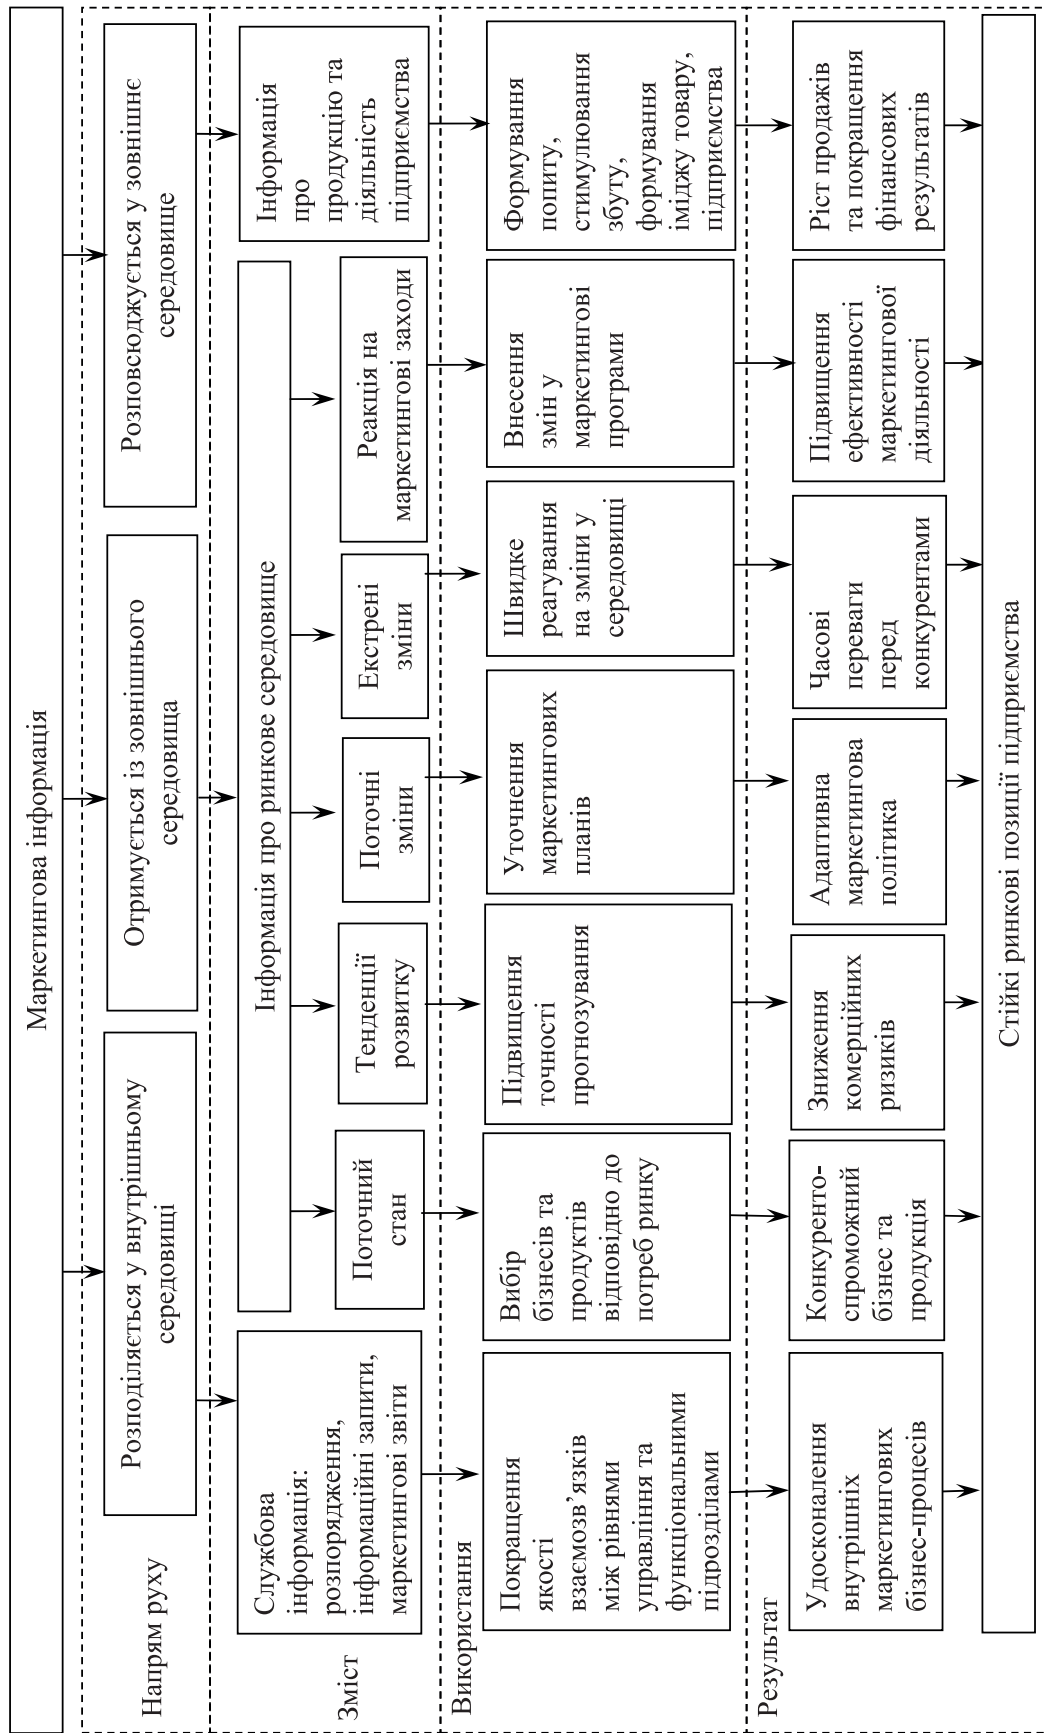 Маркетингова інформація
Напрям руху
Розподіляється у внутрішньому
середовищі
Отримується із зовнішнього
середовища
Розповсюджується у зовнішнє
середовище
Зміст
Службова
інформація:
розпорядження,
інформаційні запити,
маркетингові звіти
Інформація про ринкове середовище
Поточний
стан
Тенденції
розвитку
Поточні
зміни
Екстрені
зміни
Реакція на
маркетингові заходи
Інформація
про
продукцію та
діяльність
підприємства
Використання
Покращення
якості
взаємозв’язків
між рівнями
управління та
функціональними
підрозділами
Вибір
бізнесів та
продуктів
відповідно до
потреб ринку
Підвищення
точності
прогнозування
Уточнення
маркетингових
планів
Швидке
реагування
на зміни у
середовищі
Внесення
змін у
маркетингові
програми
Формування
попиту,
стимулювання
збуту,
формування
іміджу товару,
підприємства
Результат
Удосконалення
внутрішніх
маркетингових
бізнес-процесів
Конкуренто-
спроможний
бізнес та
продукція
Зниження
комерційних
ризиків
Адаптивна
маркетингова
політика
Часові
переваги
перед
конкурентами
Підвищення
ефективності
маркетингової
діяльності
Ріст продажів
та покращення
фінансових
результатів
Стійкі ринкові позиції підприємства